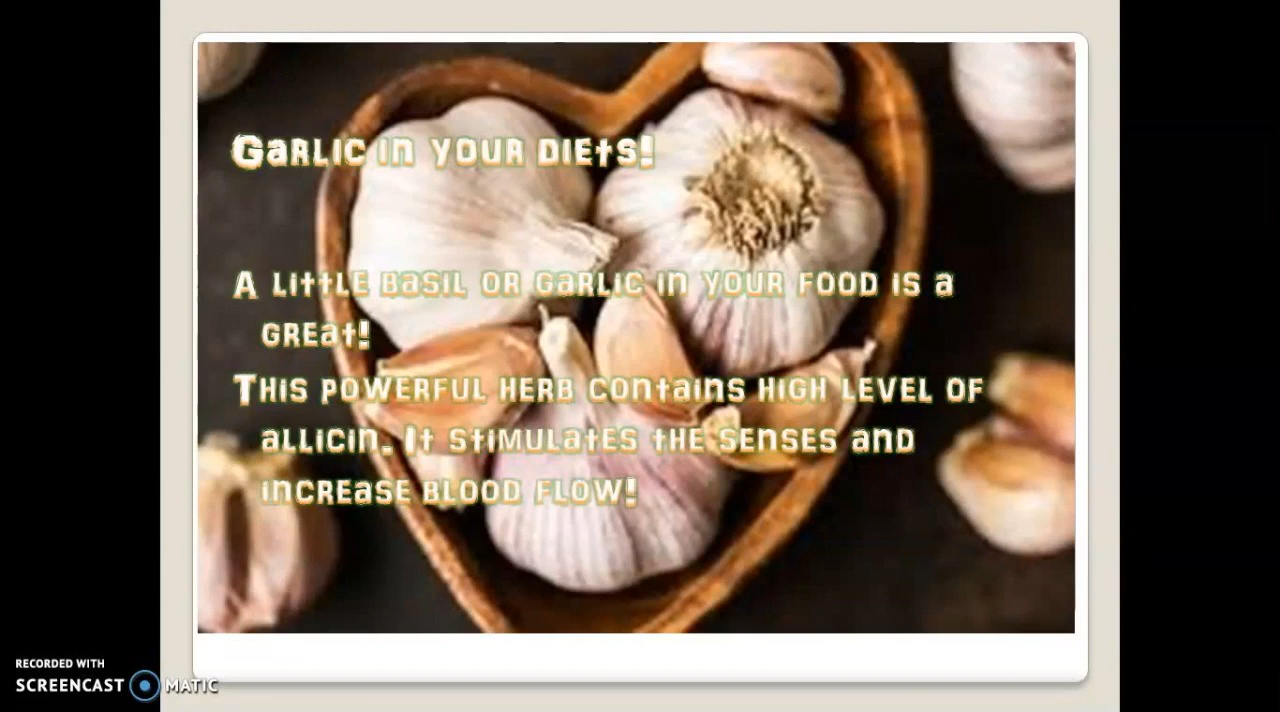 Garlic in your diets!
A little basil or garlic in your food is a
great!
This powerful herb contains high level of
allicin. It stimulates the senses and
increase blood flow!
RECORDED WITH
SCREENCAST MATIC